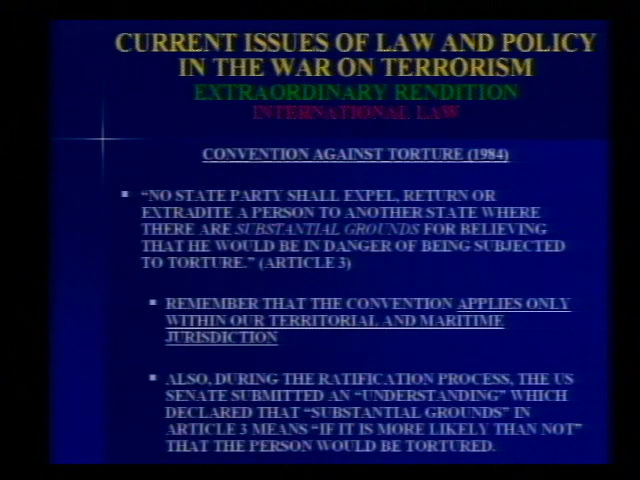 CURRENT ISSUES OF LAW AND POLICY
IN THE WAR ON TERRORISM
EXTRAORDINARY RENDITION
INTERNATIONAL LAW
CONVENTION AGAINST TORTURE (1984)
▪ “NO STATE PARTY SHALL EXPEL, RETURN OR
EXTRADITE A PERSON TO ANOTHER STATE WHERE
THERE ARE SUBSTANTIAL GROUNDS FOR BELIEVING
THAT HE WOULD BE IN DANGER OF BEING SUBJECTED
TO TORTURE.” (ARTICLE 3)
▪ REMEMBER THAT THE CONVENTION APPLIES ONLY
WITHIN OUR TERRITORIAL AND MARITIME
JURISDICTION
▪ ALSO, DURING THE RATIFICATION PROCESS, THE US
SENATE SUBMITTED AN “UNDERSTANDING” WHICH
DECLARED THAT “SUBSTANTIAL GROUNDS” IN
ARTICLE 3 MEANS “IF IT IS MORE LIKELY THAN NOT”
THAT THE PERSON WOULD BE TORTURED.